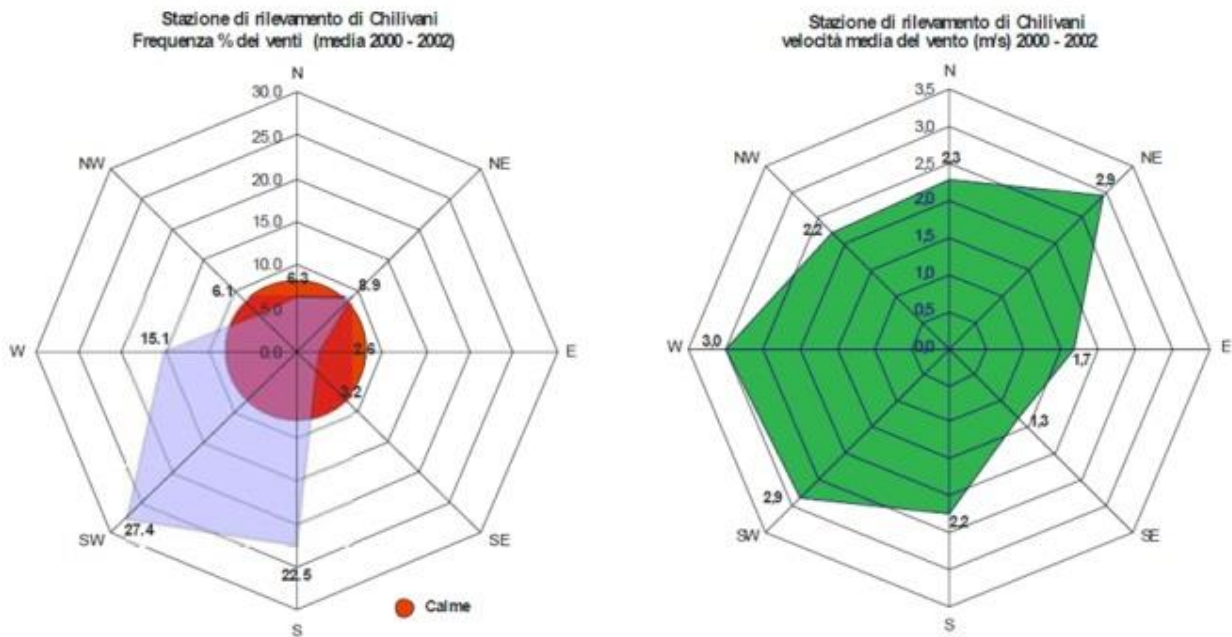 Stazione di rilevamento di Chilivani
Frequenza % dei venti (media 2000 - 2002)
N
30.0
25.0
20.0
15.0
10.0
5.0
0.0
NW
NE
6.3
8.9
6.1
15.1
W
2.6
E
3.2
27.4
SW
SE
22.5
S
Calme
Stazione di rilevamento di Chilivani
velocità media del vento (m/s) 2000 - 2002
N
3,5
3,0
2,5
2,0
1,5
1,0
0,5
0,0
NW
NE
2.3
2,9
2,2
W
3,0
E
1,7
1,3
2,9
SW
SE
2,2
S